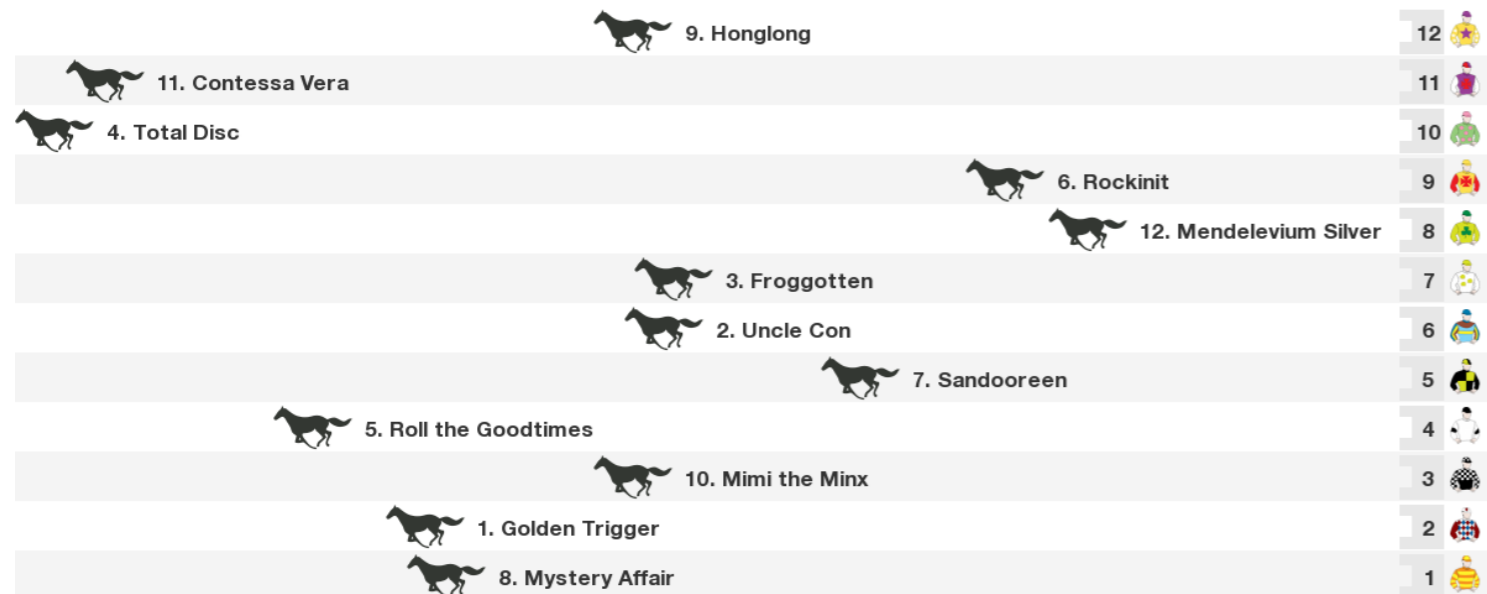 9. Honglong 12
11. Contessa Vera 11
4. Total Disc 10
6. Rockinit 9
12. Mendelevium Silver 8
3. Froggotten 7
2. Uncle Con 6
7. Sandooreen 5
5. Roll the Goodtimes 4
10. Mimi the Minx 3
1. Golden Trigger 2
8. Mystery Affair 1